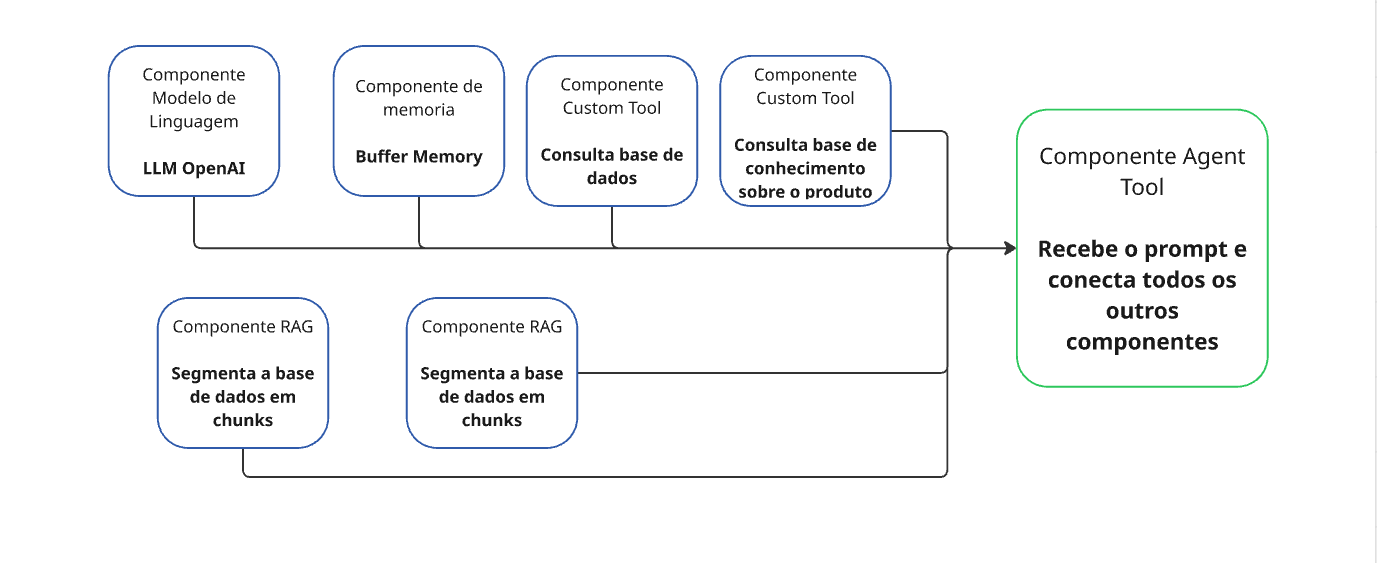 Componente
Modelo de
Linguagem
LLM OpenAI
Componente de
memoria
Buffer Memory
Componente
Custom Tool
Consulta base de
dados
Componente
Custom Tool
Consulta base de
conhecimento
sobre o produto
Componente Agent
Tool
Recebe o prompt e
conecta todos os
outros
componentes
Componente RAG
Segmenta a base
de dados em
chunks
Componente RAG
Segmenta a base
de dados em
chunks